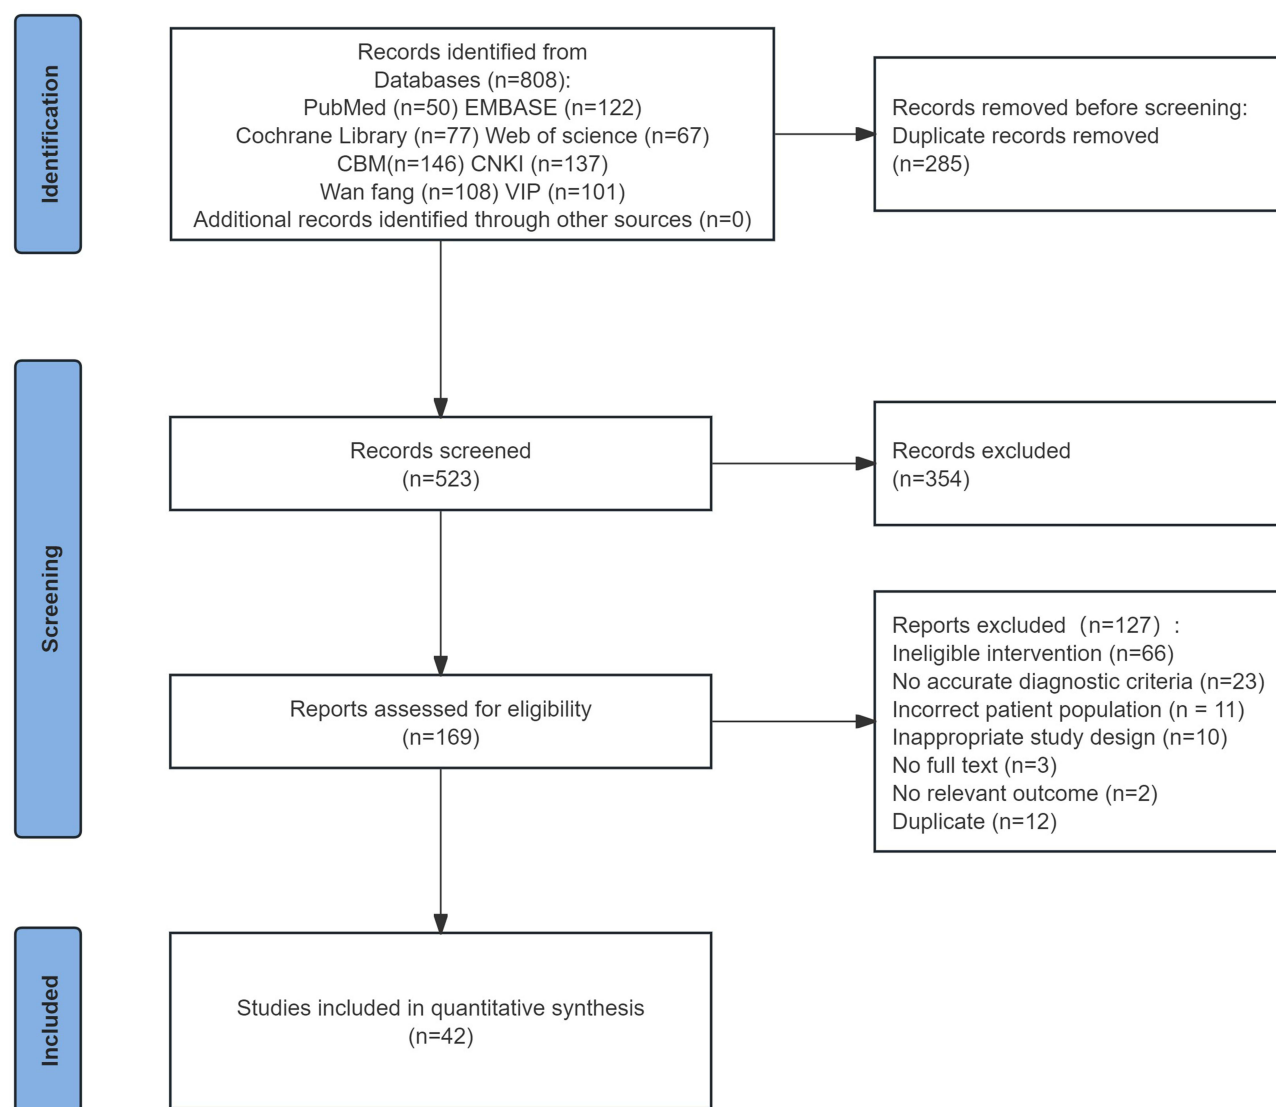 Identification
Records identified from
Databases (n=808):
PubMed (n=50) EMBASE (n=122)
Cochrane Library (n=77) Web of science (n=67)
CBM(n=146) CNKI (n=137)
Wan fang (n=108) VIP (n=101)
Additional records identified through other sources (n=0)
Records removed before screening:
Duplicate records removed
(n=285)
Screening
Records screened
(n=523)
Records excluded
(n=354)
Reports assessed for eligibility
(n=169)
Reports excluded（n=127）:
Ineligible intervention (n=66)
No accurate diagnostic criteria (n=23)
Incorrect patient population (n = 11)
Inappropriate study design (n=10)
No full text (n=3)
No relevant outcome (n=2)
Duplicate (n=12)
Included
Studies included in quantitative synthesis
(n=42)